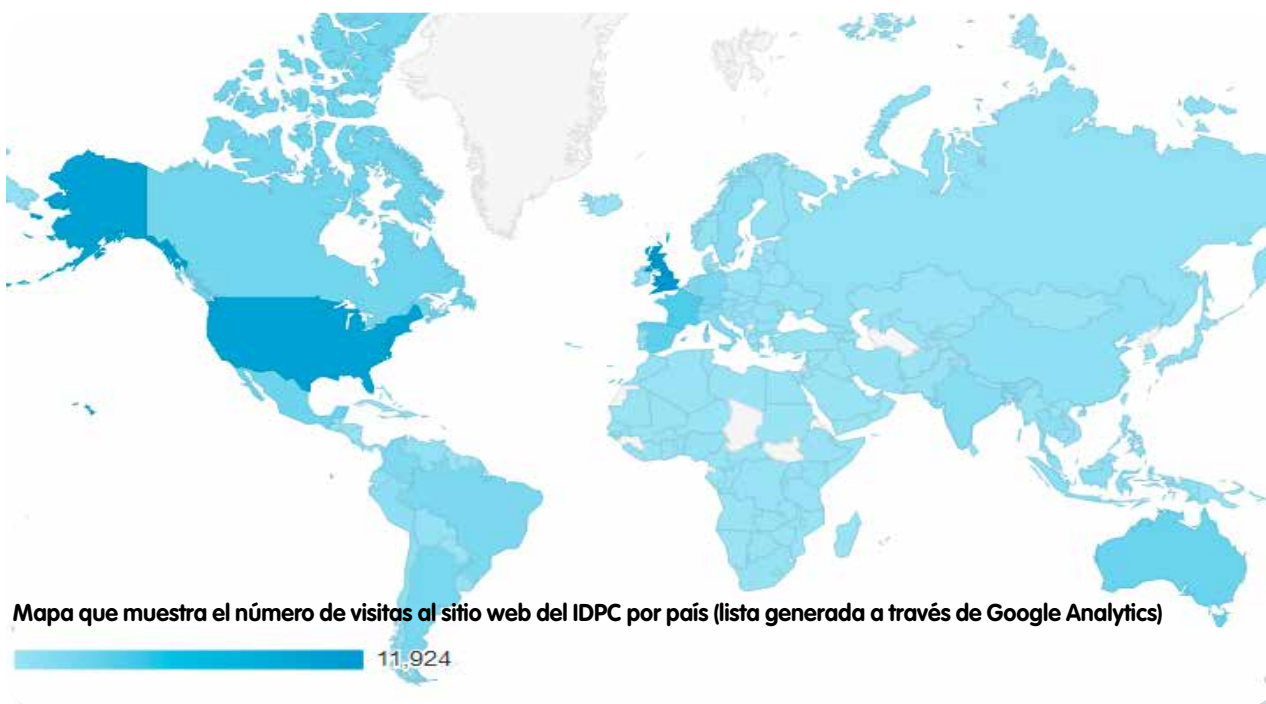 Mapa que muestra el número de visitas al sitio web del IDPC por país (lista generada a través de Google Analytics)
11,924